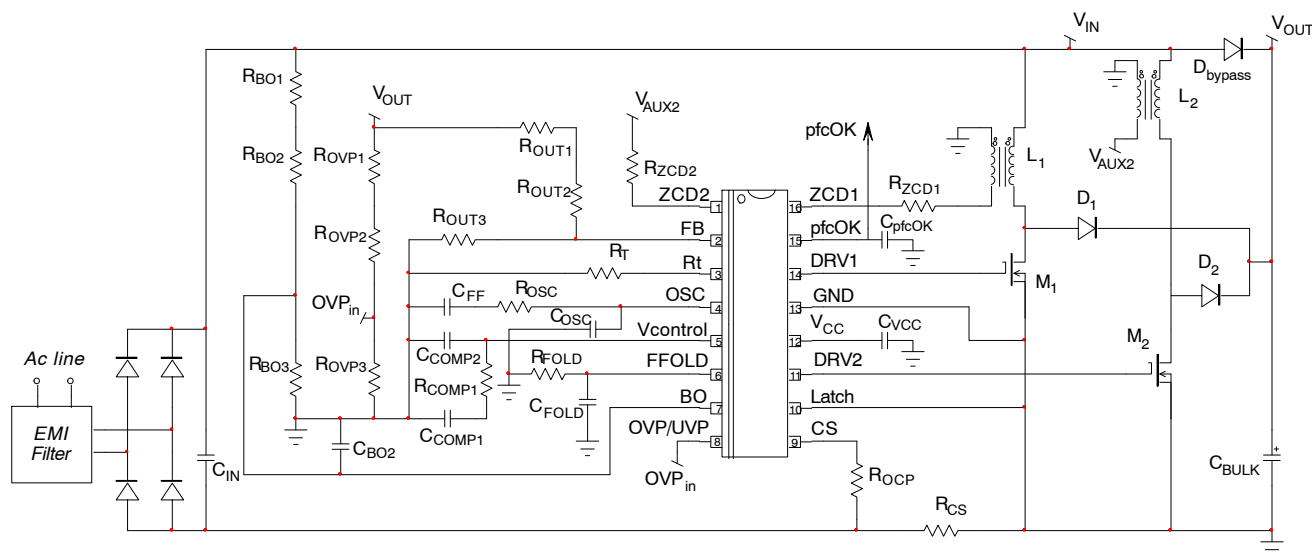 VIN
VOUT
Dbypass
L2
VAUX2
RBO1
VOUT
VAUX2
pfcOK
ROUT1
RBO2
ROVP1
RZCD2
ROUT2
L1
ZCD2
1
16
ZCD1
RZCD1
ROUT3
FB
2
15
pfcOK
CpfcOK
D1
ROVP2
RT
Rt
3
14
DRV1
M1
D2
CFF
ROSC
OSC
4
13
GND
OVPin
COSC
Vcontrol
5
12
VCC
CVCC
M2
CCOMP2
RFOLD
RBO3
ROVP3
RCOMP1
FFOLD
6
11
DRV2
Ac line
CFOLD
BO
7
10
Latch
CCOMP1
OVP/UVP
8
9
CS
EMI
Filter
CIN
CBO2
OVPin
ROCP
RCS
CBULK
+